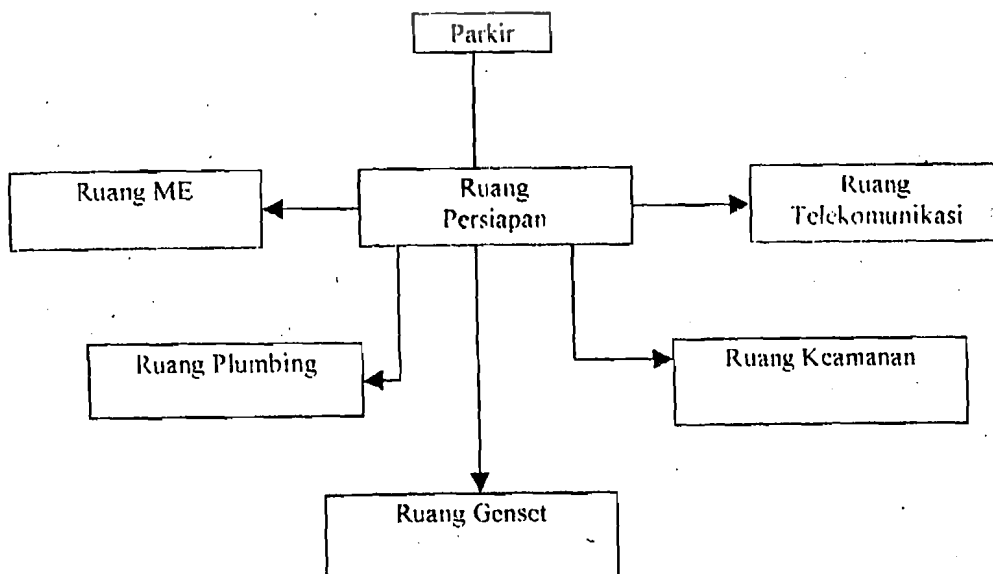 Parkir
Ruang ME
Ruang
Persiapan
Ruang
Telekomunikasi
Ruang Plumbing
Ruang Keamanan
Ruang Genset